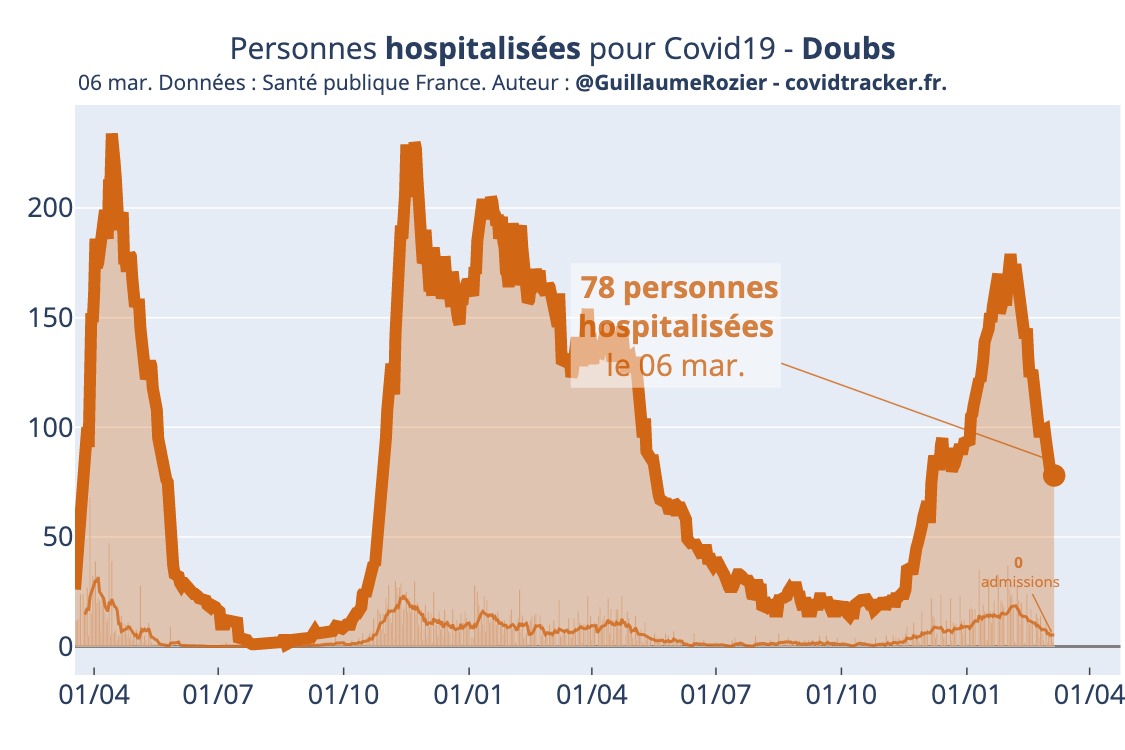 Personnes hospitalisées pour Covid19 - Doubs
06 mar. Données : Santé publique France. Auteur : @GuillaumeRozier - covidtracker.fr.
200
150
100
50
0
78 personnes
hospitalisées
le 06 mar.
0
admissions
01/04 01/07 01/10 01/01 01/04 01/07 01/10 01/01 01/04